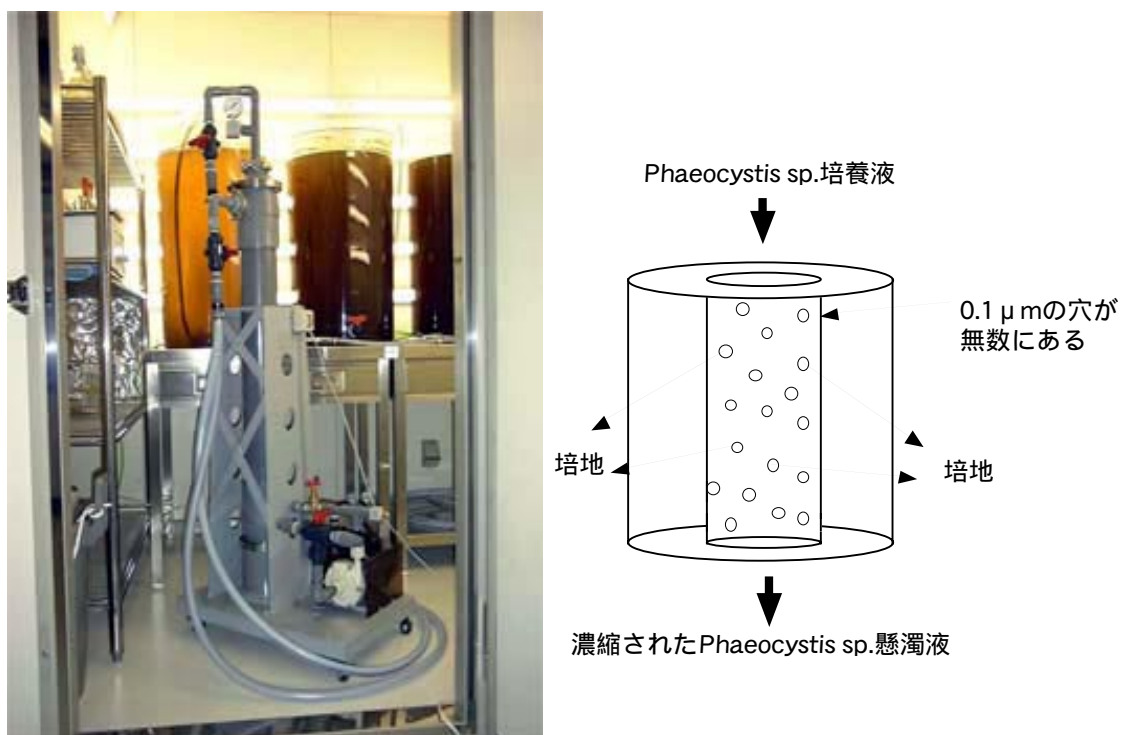 Phaeocystis sp.培養液
0.1μmの穴が
無数にある
培地
培地
濃縮されたPhaeocystis sp.懸濁液